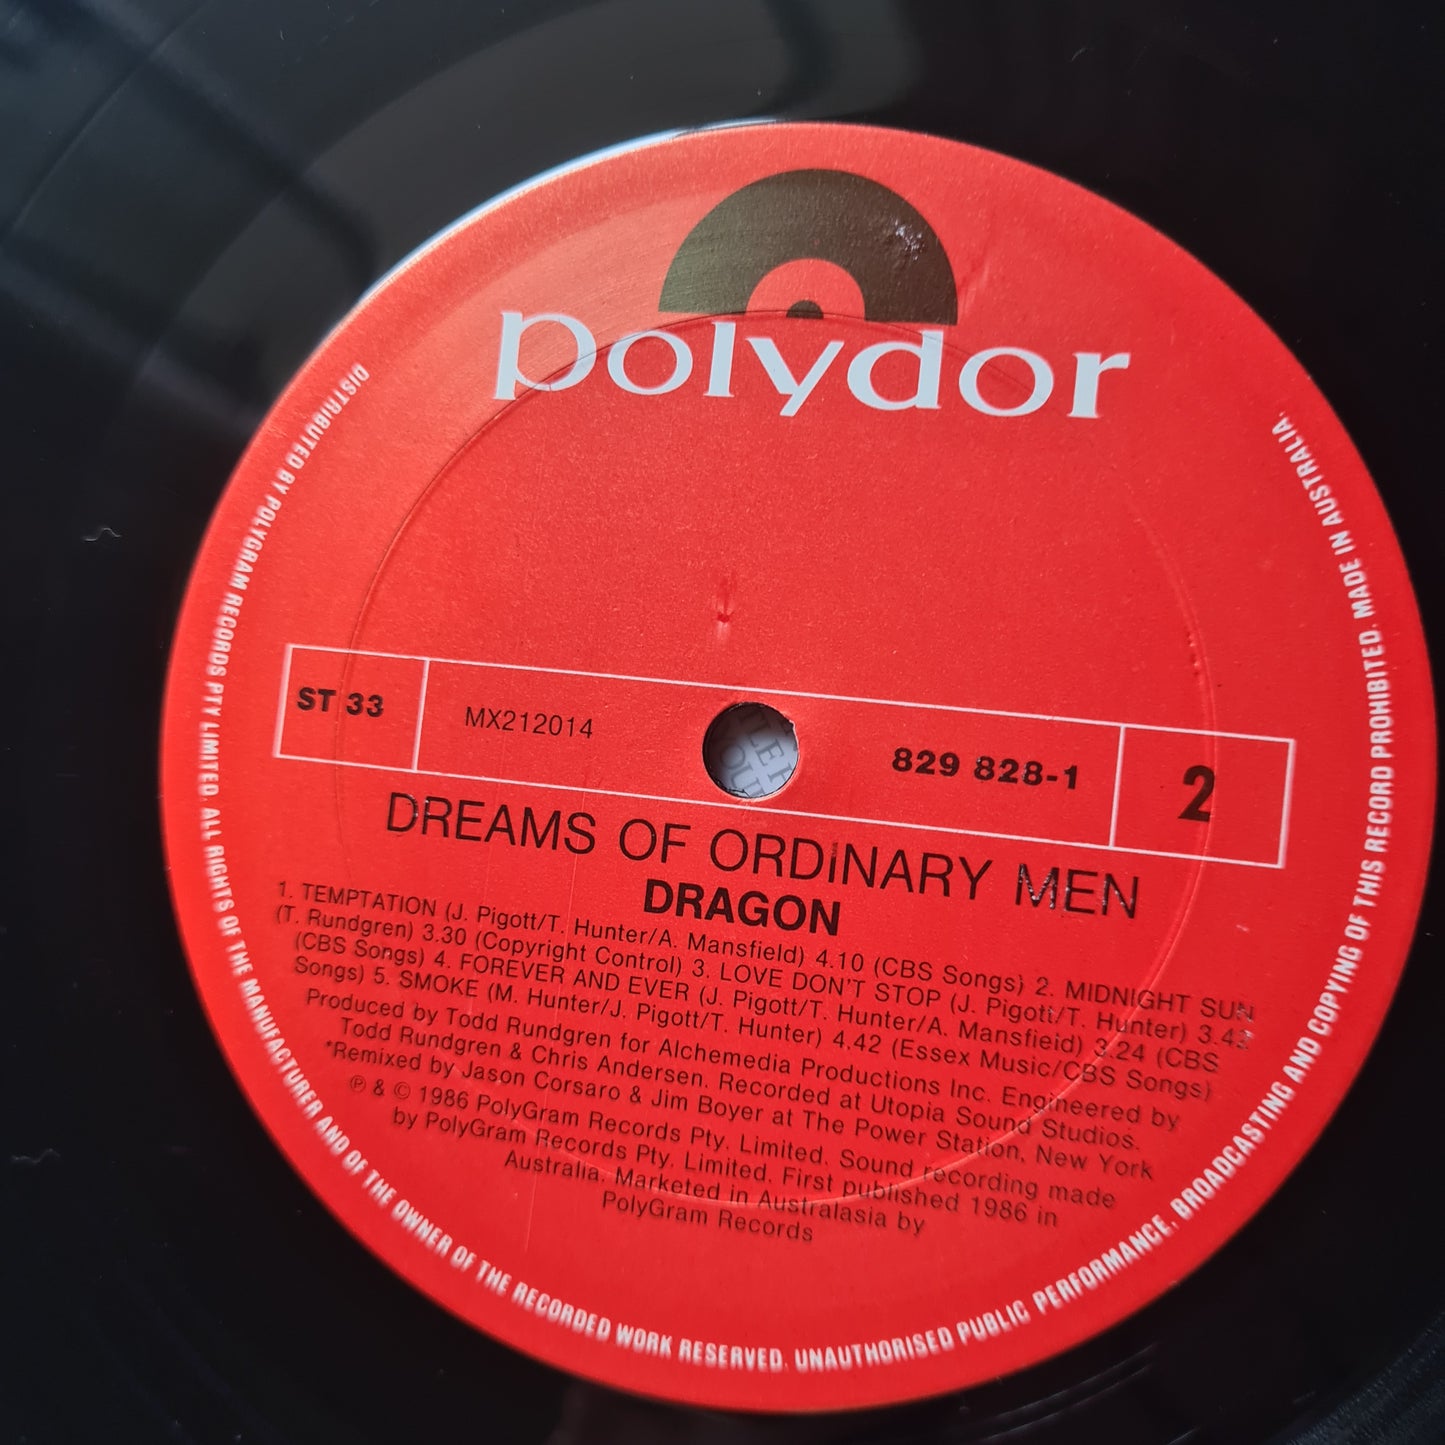 polydor
ST 33
MX212014
829 828-1
2
DREAMS OF ORDINARY MEN
DRAGON
1. TEMPTATION (J. Pigott/T. Hunter/A. Mansfield) 4.10 (CBS Songs) 2. MIDNIGHT SUN
(T. Rundgren) 3.30 (Copyright Control) 3. LOVE DON'T STOP (J. Pigott/T. Hunter) 3.43
(CBS Songs) 4. FOREVER AND EVER (J. Pigott/T. Hunter/A. Mansfieid) 3.24 (CBS
Songs) 5. SMOKE (M. Hunter/J. Pigott/T. Hunter) 4.42 (Essex Music/CBS Songs)
Produced by Todd Rundgren for Alchemedia Productions Inc. Engineered by
Todd Rundgren & Chris Andersen. Recorded at Utopia Sound Studios.
*Remixed by Jason Corsaro & Jim Boyer at The Power Station, New York
℗ & © 1986 PolyGram Records Pty. Limited. Sound recording made
by PolyGram Records Pty. Limited. First published 1986 in
Australia. Marketed in Australasia by
PolyGram Records
DISTRIBUTED BY POLYGRAM RECORDS PTY LIMITED. ALL RIGHTS OF THE MANUFACTURER AND OF THE OWNER OF THE RECORDED WORK RESERVED. UNAUTHORISED PUBLIC PERFORMANCE, BROADCASTING AND COPYING OF THIS RECORD PROHIBITED. MADE IN AUSTRALIA.